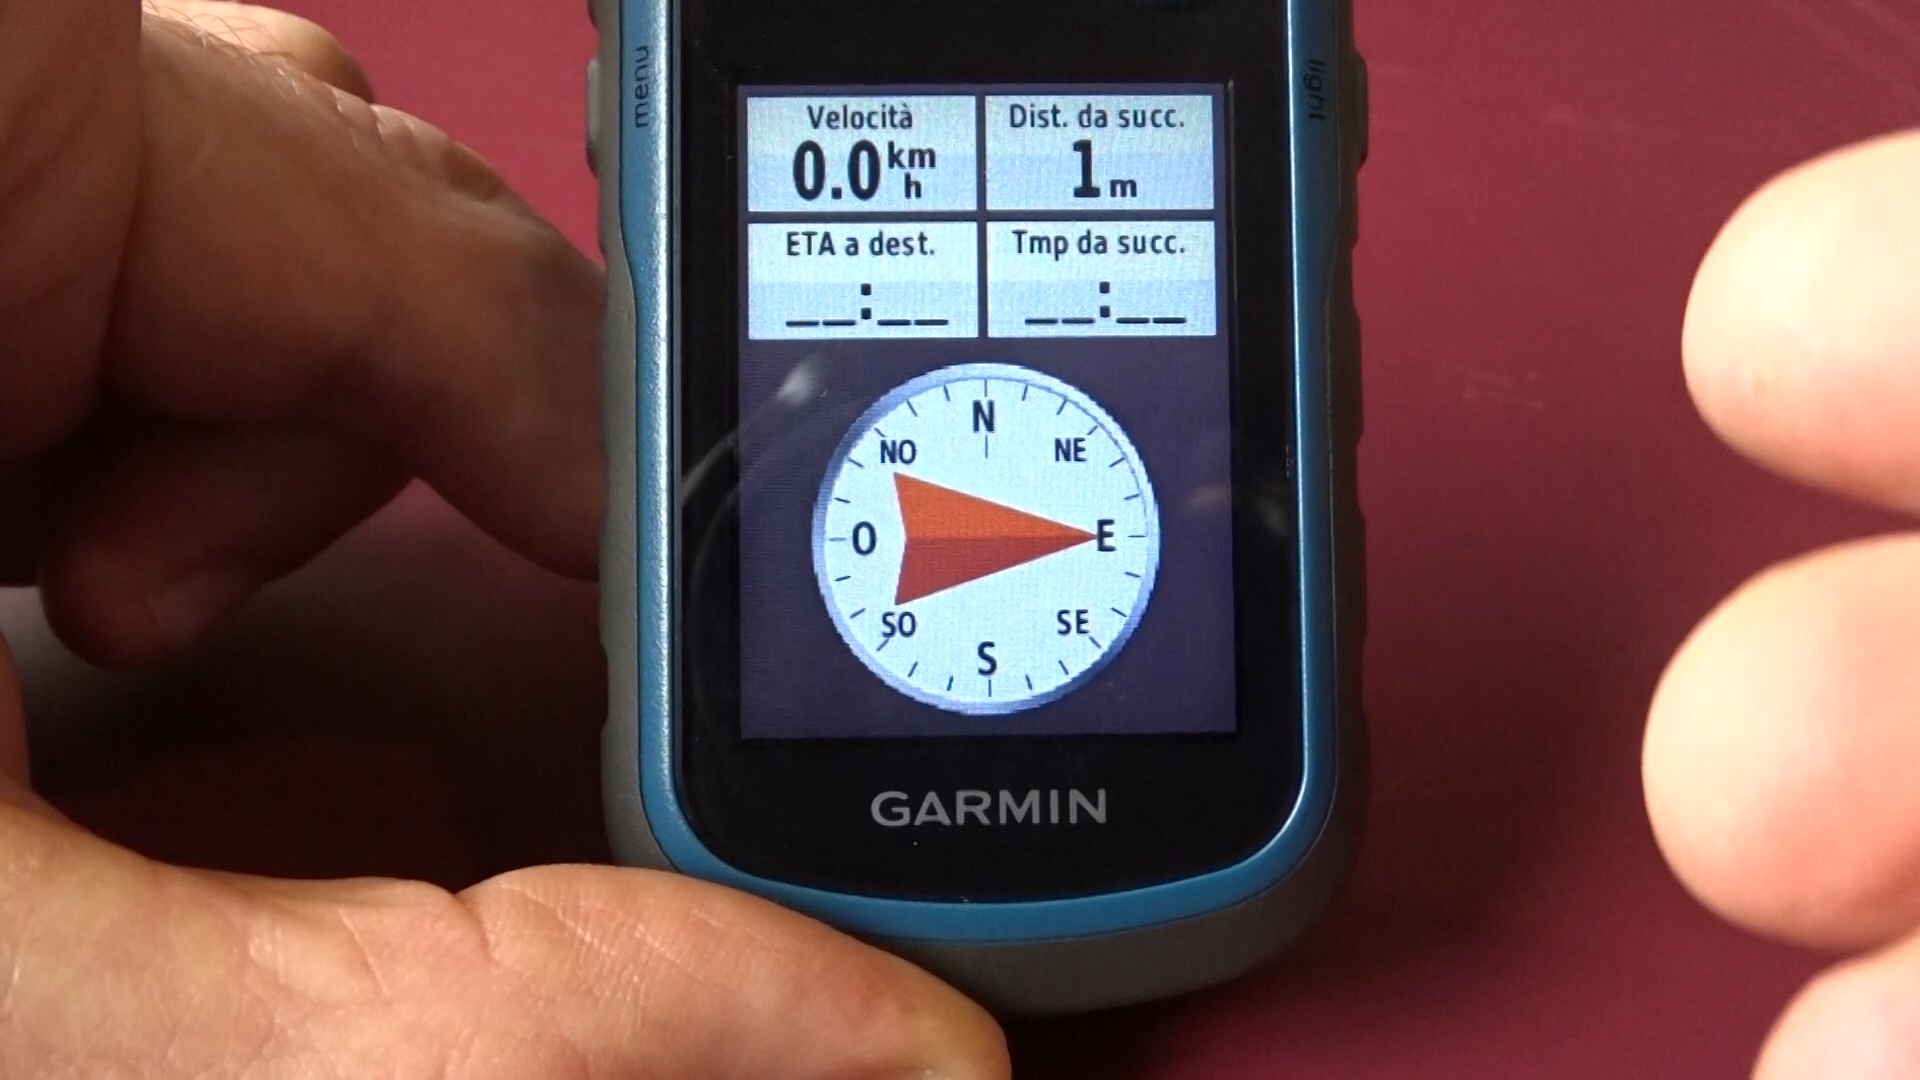 menu
light
Velocità
0.0 km h
Dist. da succ.
1 m
ETA a dest.
__:__
Tmp da succ.
__:__
N
NO
NE
O
E
SO
SE
S
GARMIN